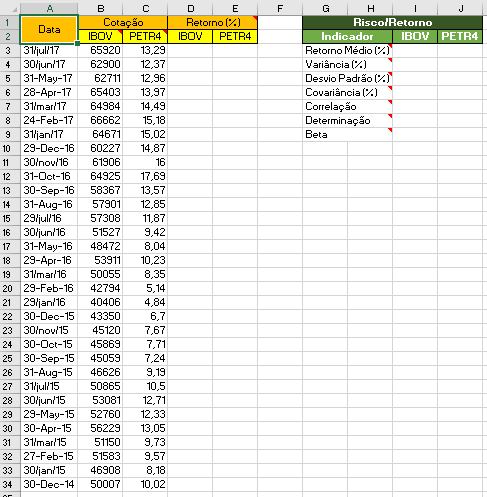 A B C D E F G H I J
1 Data Cotação Retorno (%) Risco/Retorno
2 IBOV PETR4 IBOV PETR4 Indicador IBOV PETR4
3 31/jul/17 65920 13,29 Retorno Médio (%)
4 30/jun/17 62900 12,37 Variância (%)
5 31-May-17 62711 12,96 Desvio Padrão (%)
6 28-Apr-17 65403 13,97 Covariância (%)
7 31/mar/17 64984 14,49 Correlação
8 24-Feb-17 66662 15,18 Determinação
9 31/jan/17 64671 15,02 Beta
10 29-Dec-16 60227 14,87
11 30/nov/16 61906 16
12 31-Oct-16 64925 17,69
13 30-Sep-16 58367 13,57
14 31-Aug-16 57901 12,85
15 29/jul/16 57308 11,87
16 30/jun/16 51527 9,42
17 31-May-16 48472 8,04
18 29-Apr-16 53911 10,23
19 31/mar/16 50055 8,35
20 29-Feb-16 42794 5,14
21 29/jan/16 40406 4,84
22 30-Dec-15 43350 6,7
23 30/nov/15 45120 7,67
24 30-Oct-15 45869 7,71
25 30-Sep-15 45059 7,24
26 31-Aug-15 46626 9,19
27 31/jul/15 50865 10,5
28 30/jun/15 53081 12,71
29 29-May-15 52760 12,33
30 30-Apr-15 56229 13,05
31 31/mar/15 51150 9,73
32 27-Feb-15 51583 9,57
33 30/jan/15 46908 8,18
34 30-Dec-14 50007 10,02